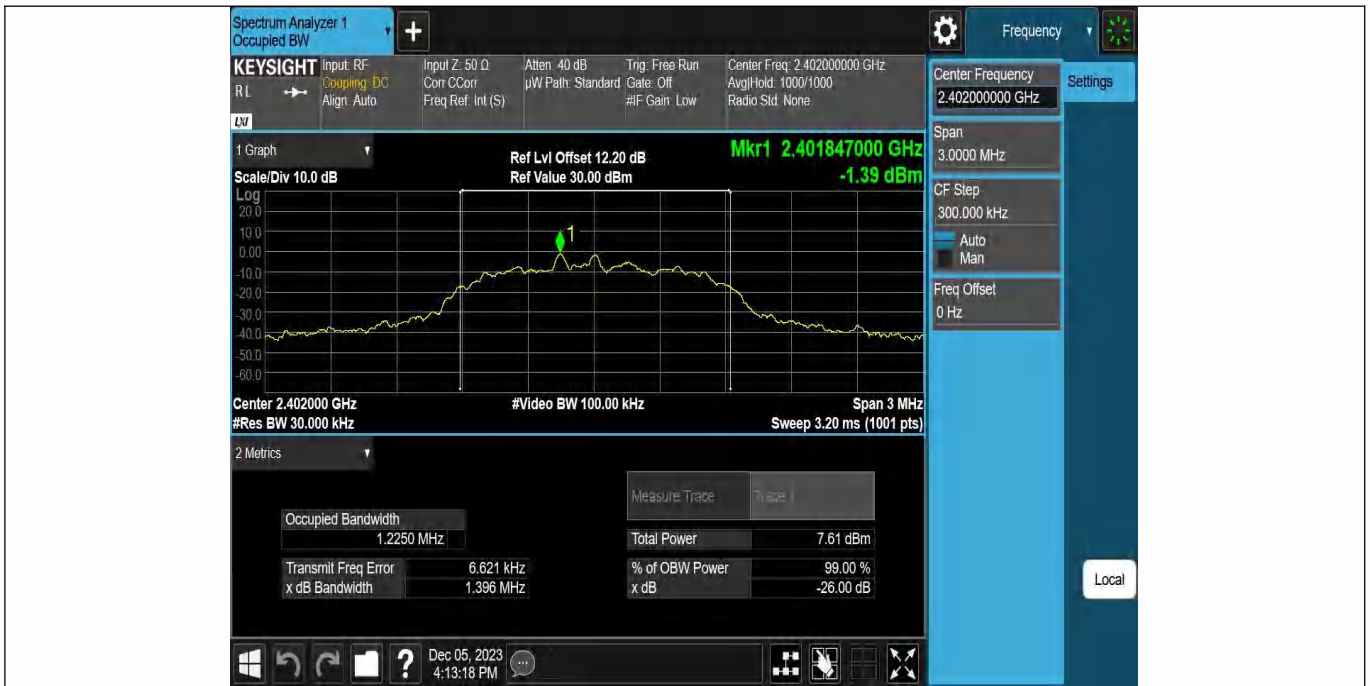 Spectrum Analyzer 1
Occupied BW
+
Frequency
KEYSIGHT
RL
LXI
Input: RF
Coupling: DC
Align: Auto
Input Z: 50 Ω
Corr CCorr
Freq Ref: Int (S)
Atten: 40 dB
µW Path: Standard
Trig: Free Run
Gate: Off
#IF Gain: Low
Center Freq: 2.402000000 GHz
Avg|Hold: 1000/1000
Radio Std: None
Center Frequency
2.402000000 GHz
Settings
Span
3.0000 MHz
CF Step
300.000 kHz
Auto
Man
Freq Offset
0 Hz
Local
1 Graph
Scale/Div 10.0 dB
Ref Lvl Offset 12.20 dB
Ref Value 30.00 dBm
Mkr1 2.401847000 GHz
-1.39 dBm
Log
20.0
10.0
0.00
-10.0
-20.0
-30.0
-40.0
-50.0
-60.0
1
Center 2.402000 GHz
#Video BW 100.00 kHz
Span 3 MHz
#Res BW 30.000 kHz
Sweep 3.20 ms (1001 pts)
2 Metrics
Measure Trace
Trace 1
Occupied Bandwidth
1.2250 MHz
Total Power
7.61 dBm
Transmit Freq Error
6.621 kHz
% of OBW Power
99.00 %
x dB Bandwidth
1.396 MHz
x dB
-26.00 dB
?
Dec 05, 2023
4:13:18 PM